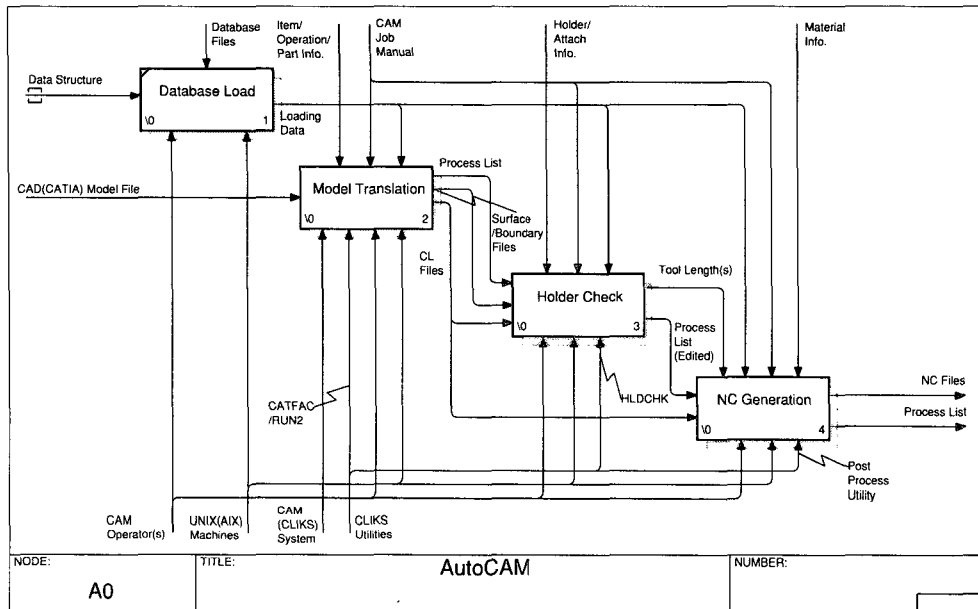 Database
Files
Item/
Operation/
Part Info.
CAM
Job
Manual
Holder/
Attach
Info.
Material
Info.
Data Structure
Database Load
\0
1
Loading
Data
Process List
CAD(CATIA) Model File
Model Translation
\0
2
Surface
/Boundary
Files
CL
Files
Tool Length(s)
Holder Check
\0
3
Process
List
(Edited)
NC Files
CATFAC
/RUN2
HLDCHK
NC Generation
Process List
\0
4
Post
Process
Utility
CAM
Operator(s)
UNIX(AIX)
Machines
CAM
(CLIKS)
System
CLIKS
Utilities
NODE:
A0
TITLE:
AutoCAM
NUMBER: